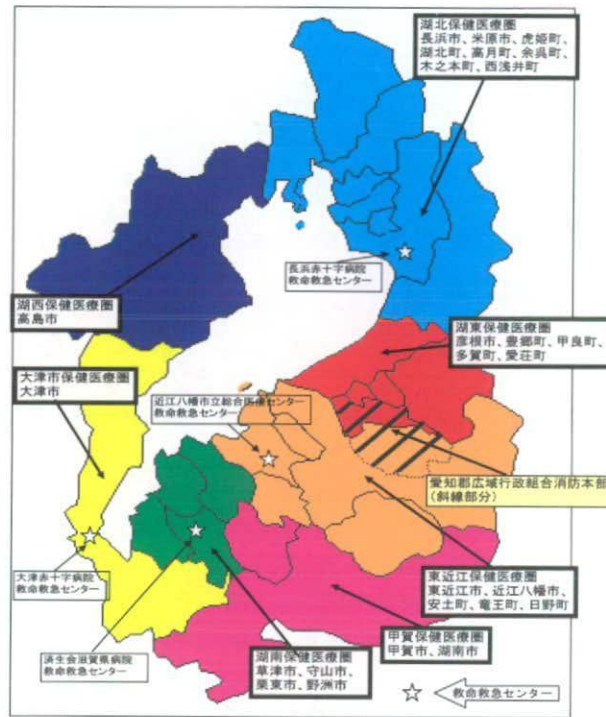 湖北保健医療圏
長浜市、米原市、虎姫町、
湖北町、高月町、余呉町、
木之本町、西浅井町
長浜赤十字病院
救命救急センター
湖西保健医療圏
高島市
湖東保健医療圏
彦根市、豊郷町、甲良町、
多賀町、愛荘町
大津市保健医療圏
大津市
近江八幡市立総合医療センター
救命救急センター
愛知郡広域行政組合消防本部
(斜線部分)
大津赤十字病院
救命救急センター
東近江保健医療圏
東近江市、近江八幡市、
安土町、竜王町、日野町
済生会滋賀県病院
救命救急センター
湖南保健医療圏
草津市、守山市、
栗東市、野洲市
甲賀保健医療圏
甲賀市、湖南市
救命救急センター